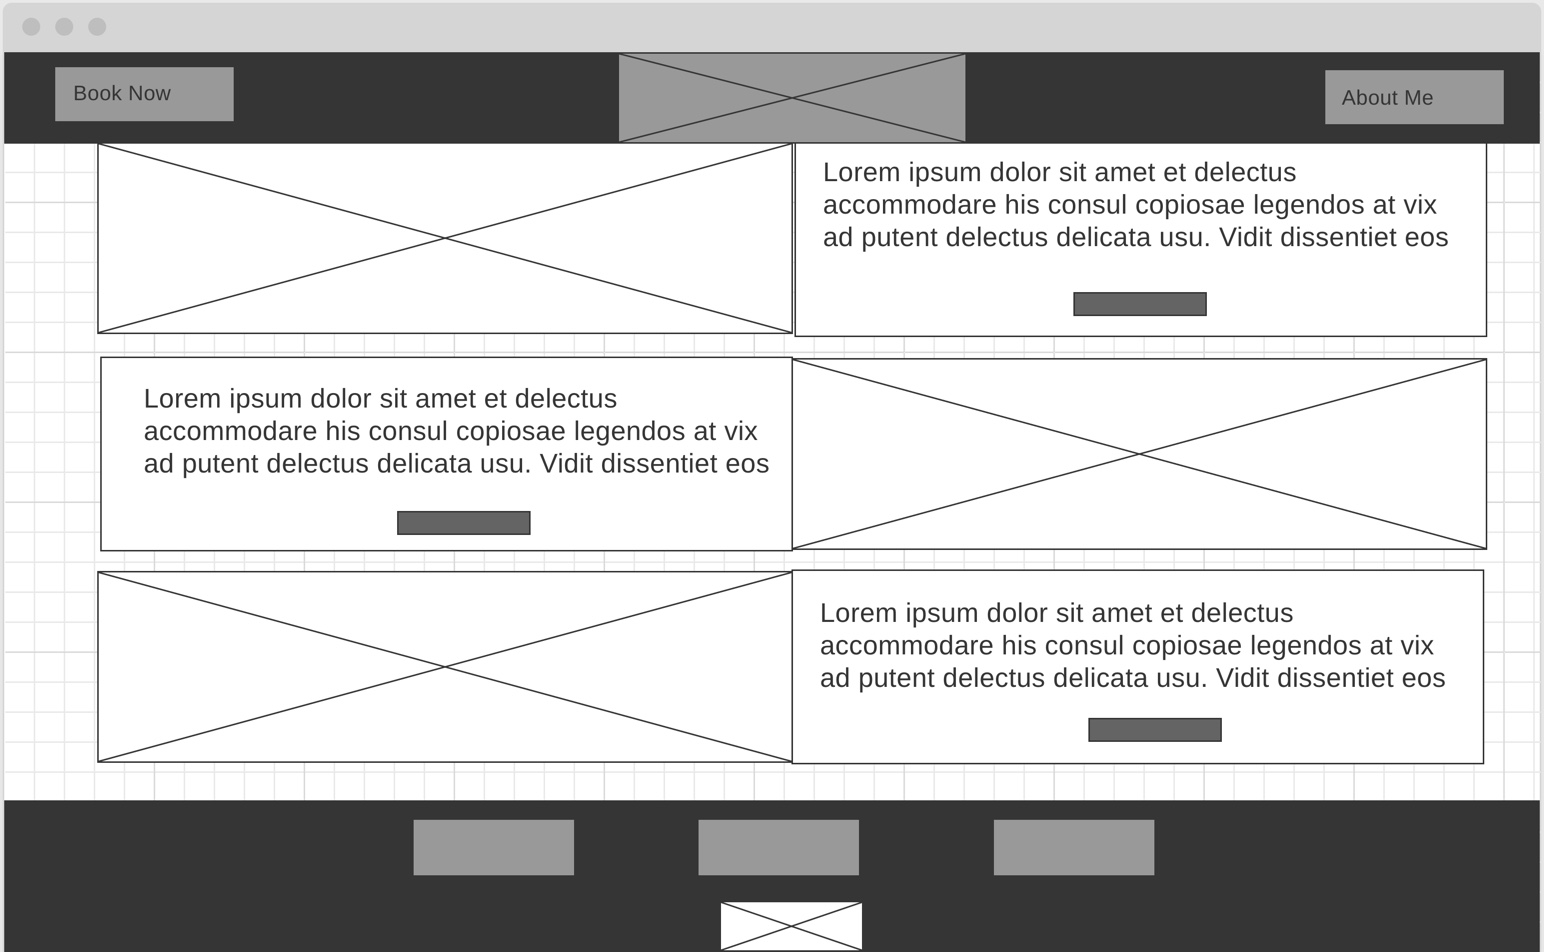 Book Now
About Me
Lorem ipsum dolor sit amet et delectus
accommodare his consul copiosae legendos at vix
ad putent delectus delicata usu. Vidit dissentiet eos
Lorem ipsum dolor sit amet et delectus
accommodare his consul copiosae legendos at vix
ad putent delectus delicata usu. Vidit dissentiet eos
Lorem ipsum dolor sit amet et delectus
accommodare his consul copiosae legendos at vix
ad putent delectus delicata usu. Vidit dissentiet eos